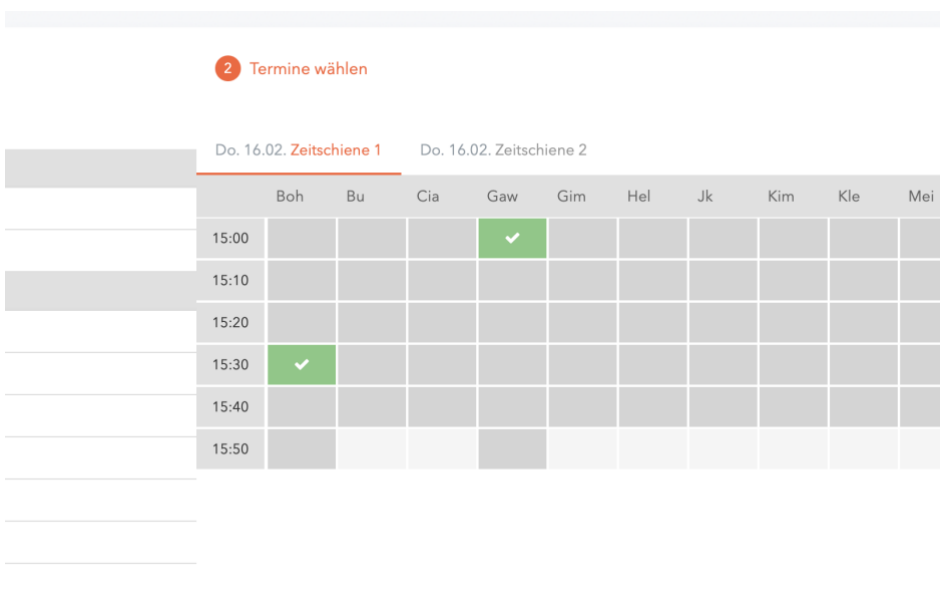 2 Termine wählen
Do. 16.02. Zeitschiene 1 Do. 16.02. Zeitschiene 2
Boh Bu Cia Gaw Gim Hel Jk Kim Kle Mei
15:00
15:10
15:20
15:30
15:40
15:50